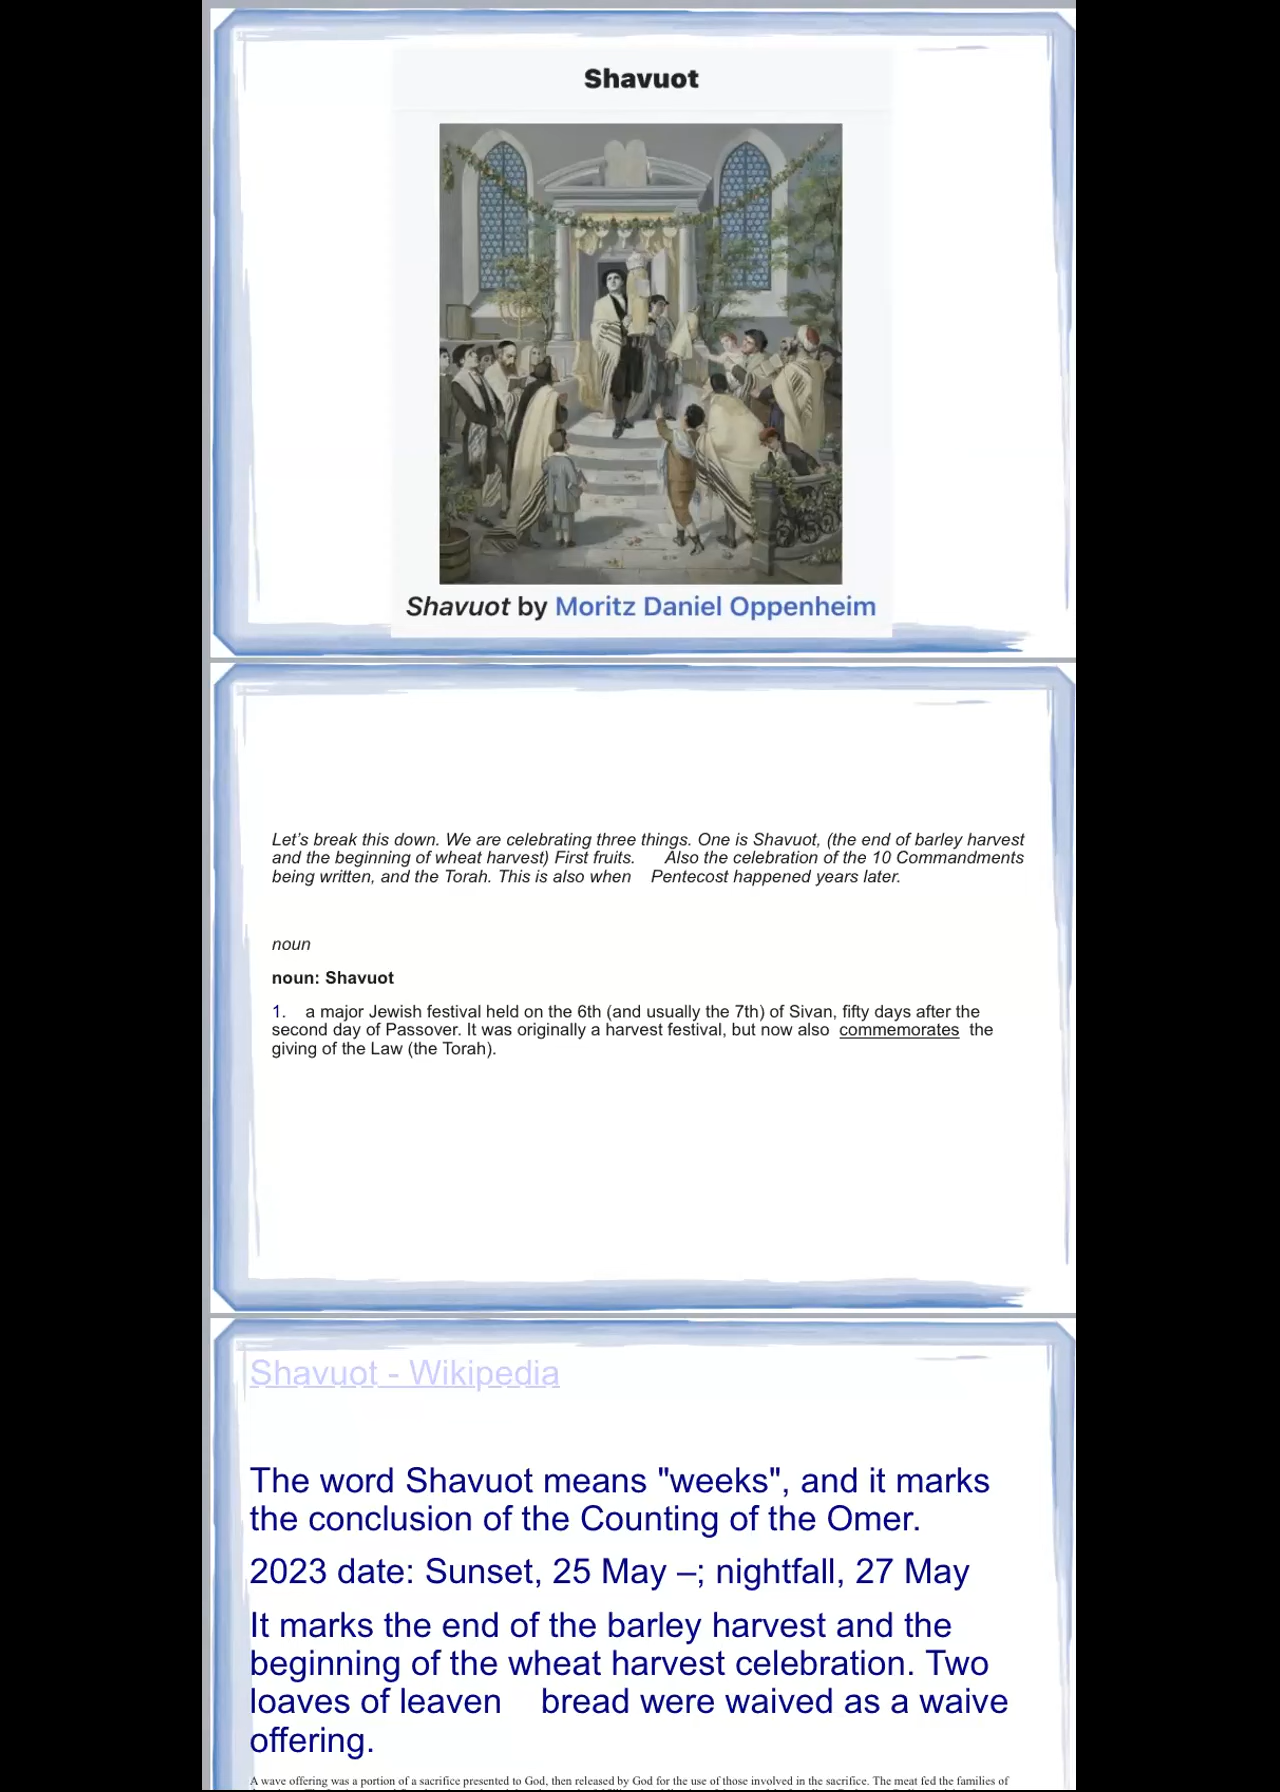 Shavuot
Shavuot by Moritz Daniel Oppenheim
Let's break this down. We are celebrating three things. One is Shavuot, (the end of barley harvest
and the beginning of wheat harvest) First fruits. Also the celebration of the 10 Commandments
being written, and the Torah. This is also when Pentecost happened years later.
noun
noun: Shavuot
1. a major Jewish festival held on the 6th (and usually the 7th) of Sivan, fifty days after the
second day of Passover. It was originally a harvest festival, but now also commemorates the
giving of the Law (the Torah).
Shavuot - Wikipedia
The word Shavuot means "weeks", and it marks
the conclusion of the Counting of the Omer.
2023 date: Sunset, 25 May –; nightfall, 27 May
It marks the end of the barley harvest and the
beginning of the wheat harvest celebration. Two
loaves of leaven bread were waived as a waive
offering.
A wave offering was a portion of a sacrifice presented to God, then released by God for the use of those involved in the sacrifice. The meat fed the families of